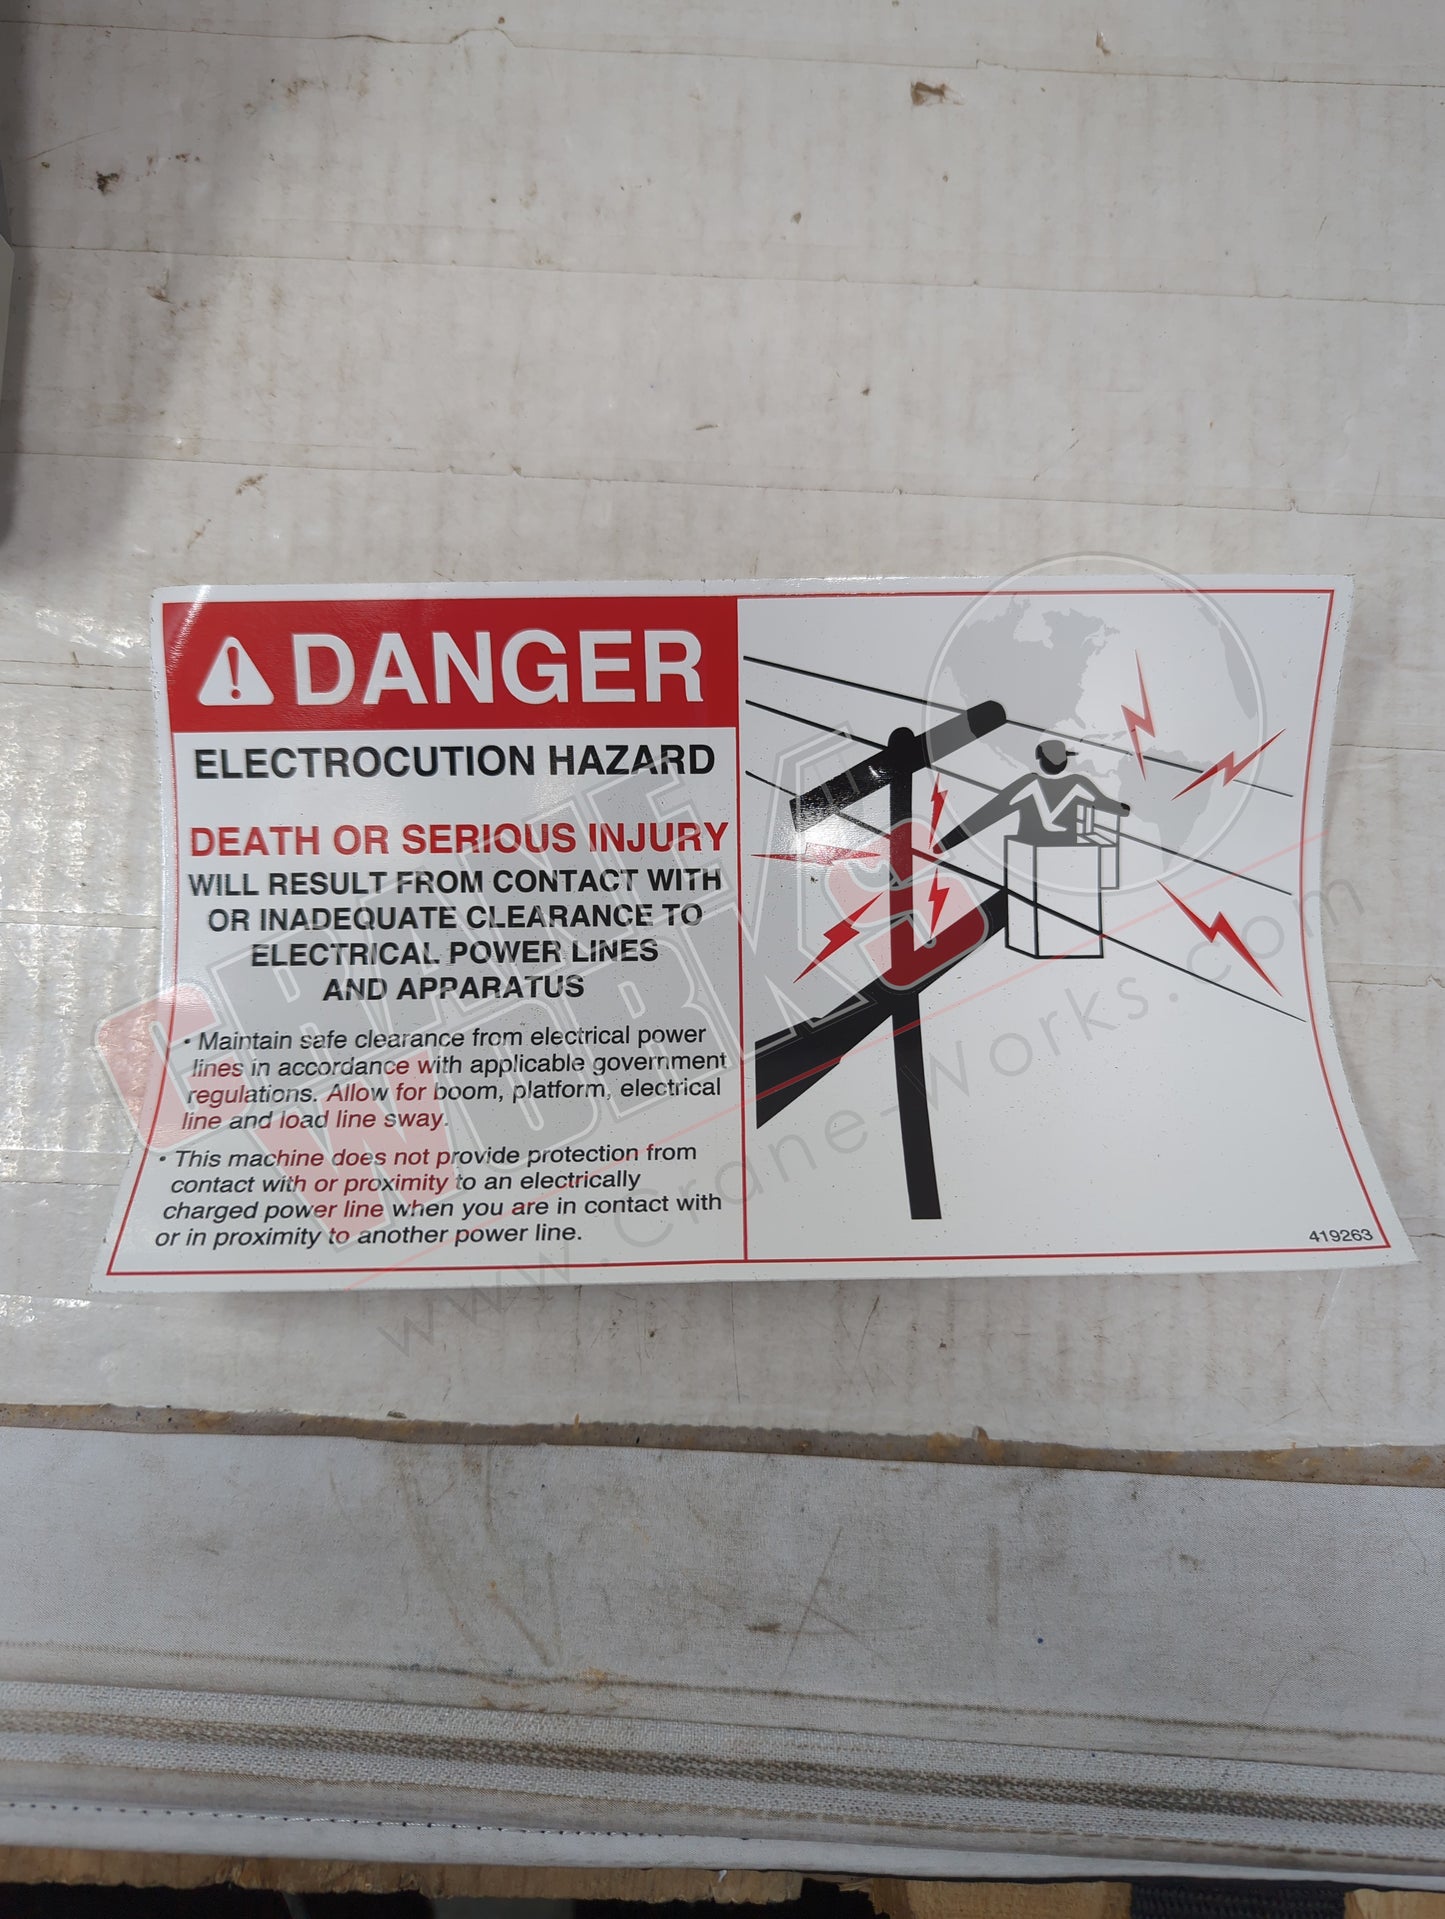 DANGER
ELECTROCUTION HAZARD
DEATH OR SERIOUS INJURY
WILL RESULT FROM CONTACT WITH
OR INADEQUATE CLEARANCE TO
ELECTRICAL POWER LINES
AND APPARATUS
• Maintain safe clearance from electrical power
lines in accordance with applicable government
regulations. Allow for boom, platform, electrical
line and load line sway.
• This machine does not provide protection from
contact with or proximity to an electrically
charged power line when you are in contact with
or in proximity to another power line.
419263
CRANE
WORKS
www.Crane-Works.com